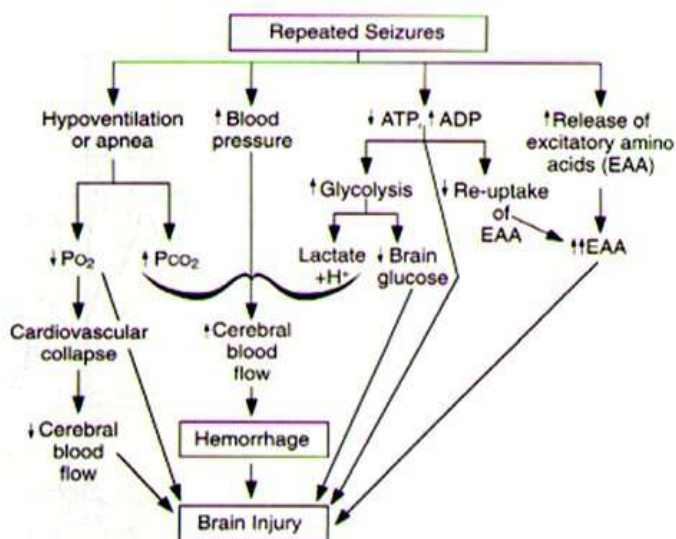 Repeated Seizures
Hypoventilation
or apnea
↑Blood
pressure
↓ATP, ↑ADP
↑Release of
excitatory amino
acids (EAA)
↑Glycolysis
↓Re-uptake
of
EAA
↓PO₂
↑PCO₂
Lactate
+H⁺
↓Brain
glucose
↑↑EAA
Cardiovascular
collapse
↑Cerebral
blood
flow
↓Cerebral
blood
flow
Hemorrhage
Brain Injury